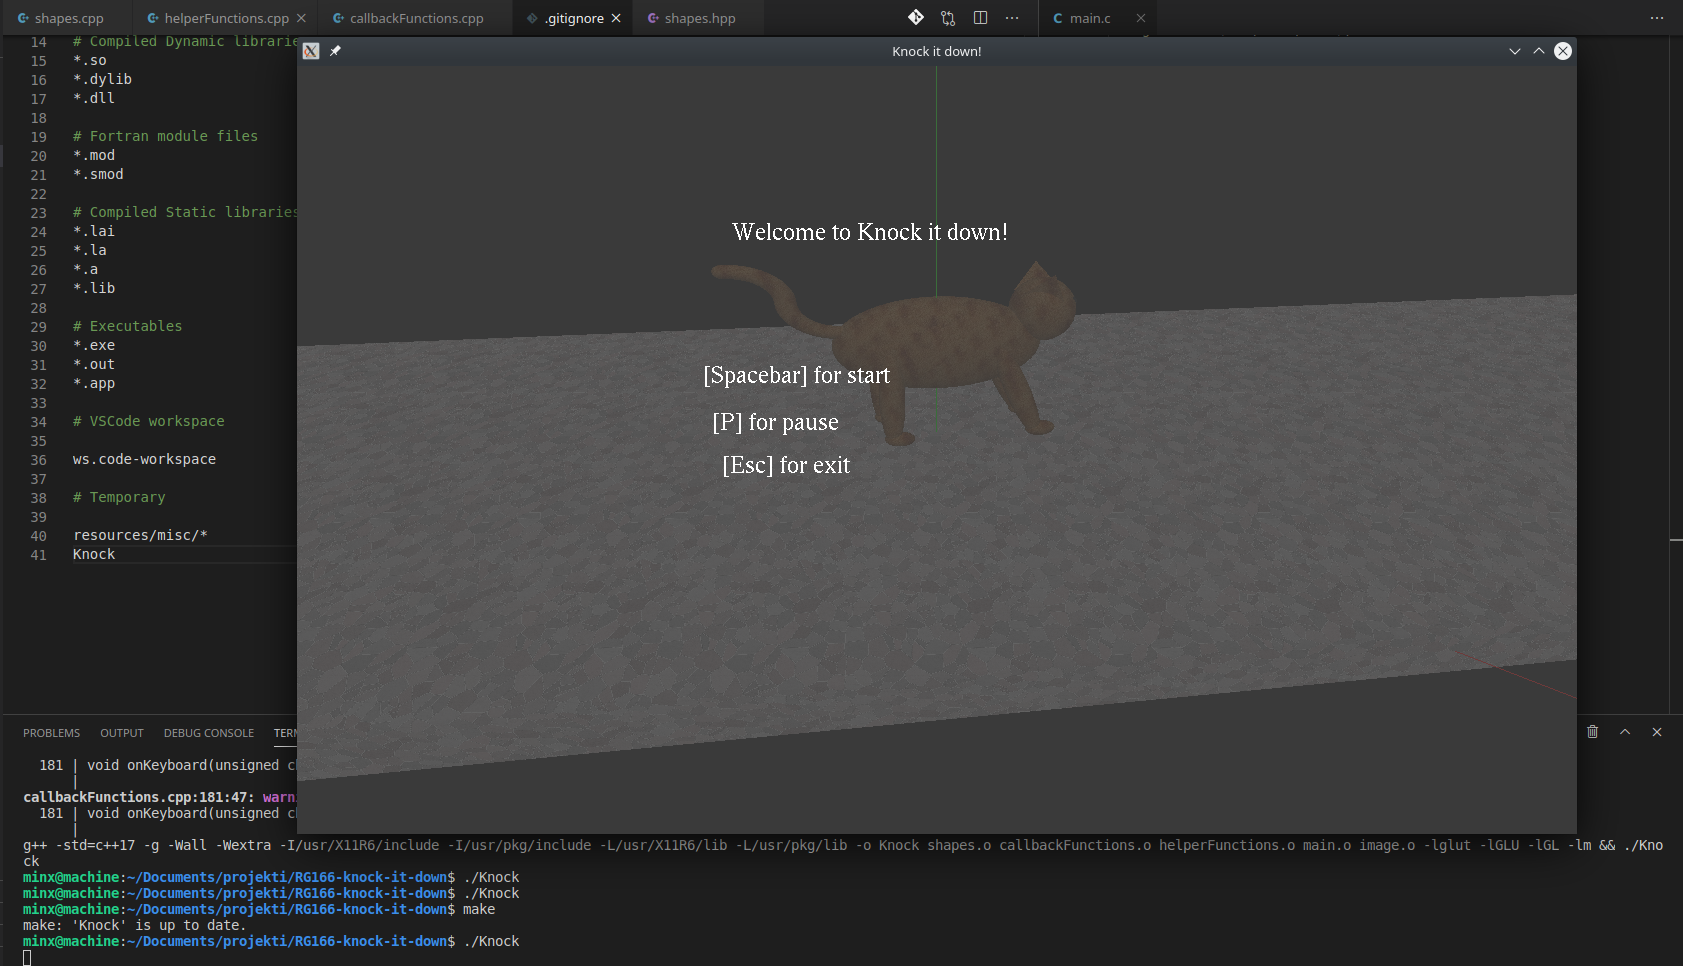 shapes.cpp helperFunctions.cpp callbackFunctions.cpp .gitignore shapes.hpp main.c
14 # Compiled Dynamic librarie
15 *.so
16 *.dylib
17 *.dll
18
19 # Fortran module files
20 *.mod
21 *.smod
22
23 # Compiled Static libraries
24 *.lai
25 *.la
26 *.a
27 *.lib
28
29 # Executables
30 *.exe
31 *.out
32 *.app
33
34 # VSCode workspace
35
36 ws.code-workspace
37
38 # Temporary
39
40 resources/misc/*
41 Knock
Knock it down!
Welcome to Knock it down!
[Spacebar] for start
[P] for pause
[Esc] for exit
PROBLEMS OUTPUT DEBUG CONSOLE TERM
181 | void onKeyboard(unsigned c
|
callbackFunctions.cpp:181:47: warni
181 | void onKeyboard(unsigned c
|
g++ -std=c++17 -g -Wall -Wextra -I/usr/X11R6/include -I/usr/pkg/include -L/usr/X11R6/lib -L/usr/pkg/lib -o Knock shapes.o callbackFunctions.o helperFunctions.o main.o image.o -lglut -lGLU -lGL -lm && ./Kno
ck
minx@machine:~/Documents/projekti/RG166-knock-it-down$ ./Knock
minx@machine:~/Documents/projekti/RG166-knock-it-down$ ./Knock
minx@machine:~/Documents/projekti/RG166-knock-it-down$ make
make: 'Knock' is up to date.
minx@machine:~/Documents/projekti/RG166-knock-it-down$ ./Knock